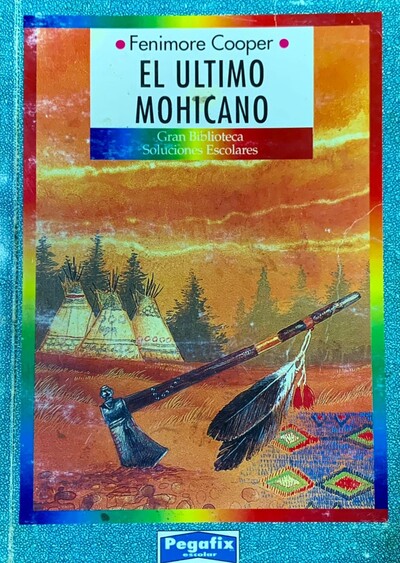 • Fenimore Cooper •
EL ULTIMO
MOHICANO
Gran Biblioteca
Soluciones Escolares
Pegafix
escolar